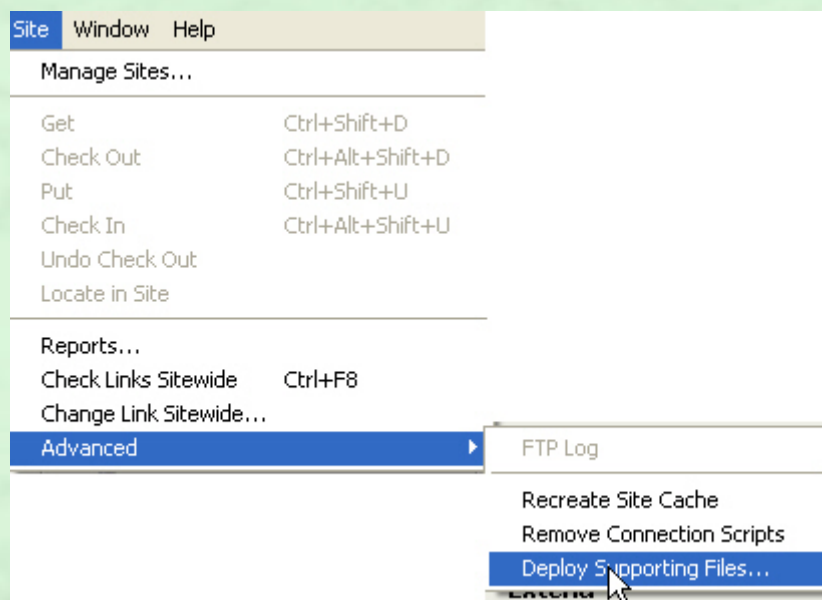 Site Window Help
Manage Sites...
Get Ctrl+Shift+D
Check Out Ctrl+Alt+Shift+D
Put Ctrl+Shift+U
Check In Ctrl+Alt+Shift+U
Undo Check Out
Locate in Site
Reports...
Check Links Sitewide Ctrl+F8
Change Link Sitewide...
Advanced
FTP Log
Recreate Site Cache
Remove Connection Scripts
Deploy Supporting Files...